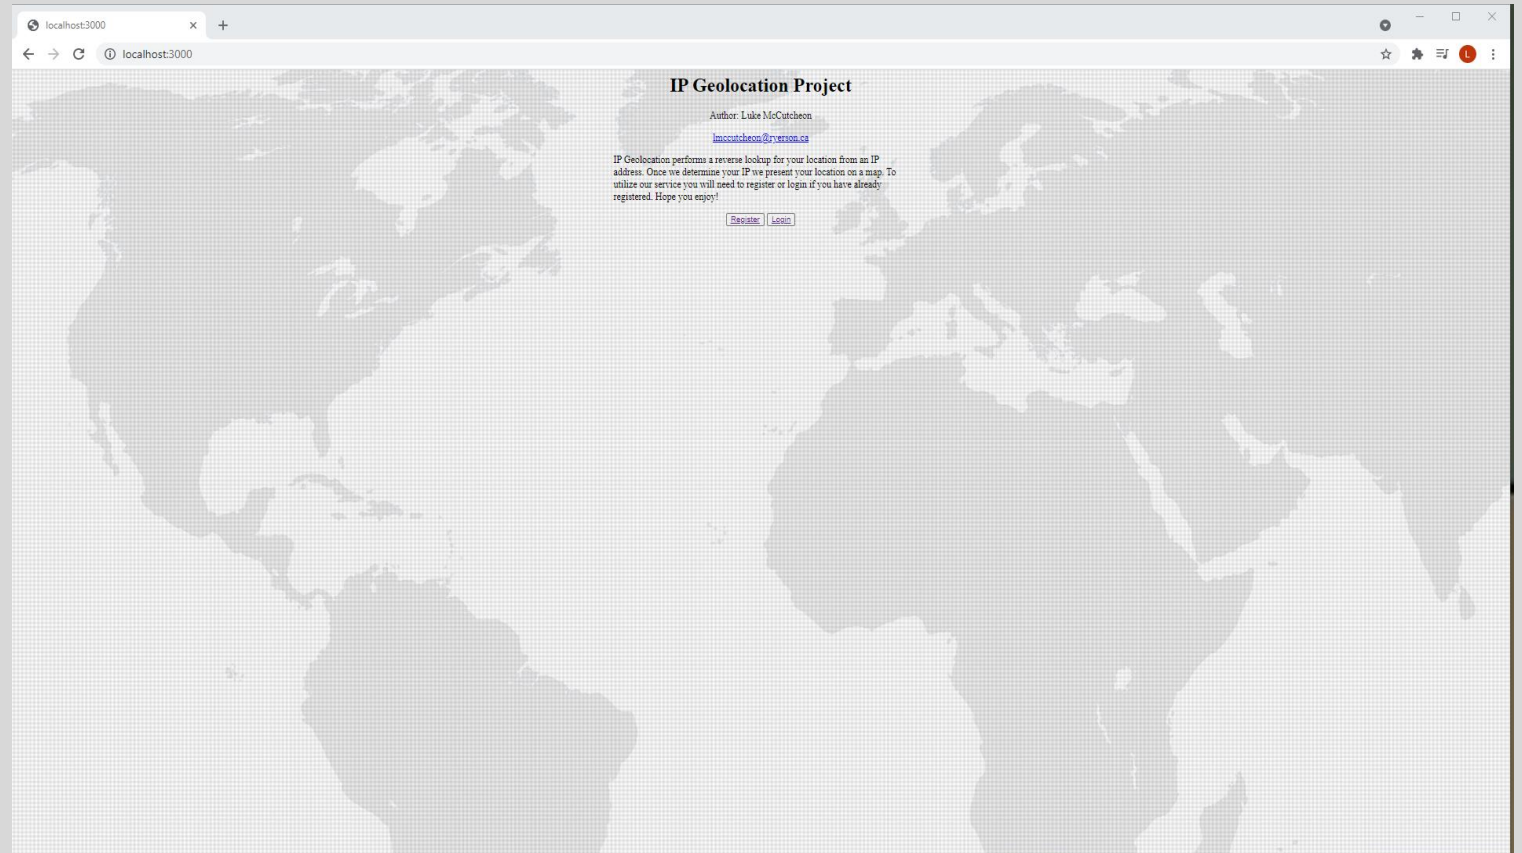 localhost:3000
localhost:3000
L
IP Geolocation Project
Author: Luke McCutcheon
lmccutcheon@ryerson.ca
IP Geolocation performs a reverse lookup for your location from an IP
address. Once we determine your IP we present your location on a map. To
utilize our service you will need to register or login if you have already
registered. Hope you enjoy!
Register Login